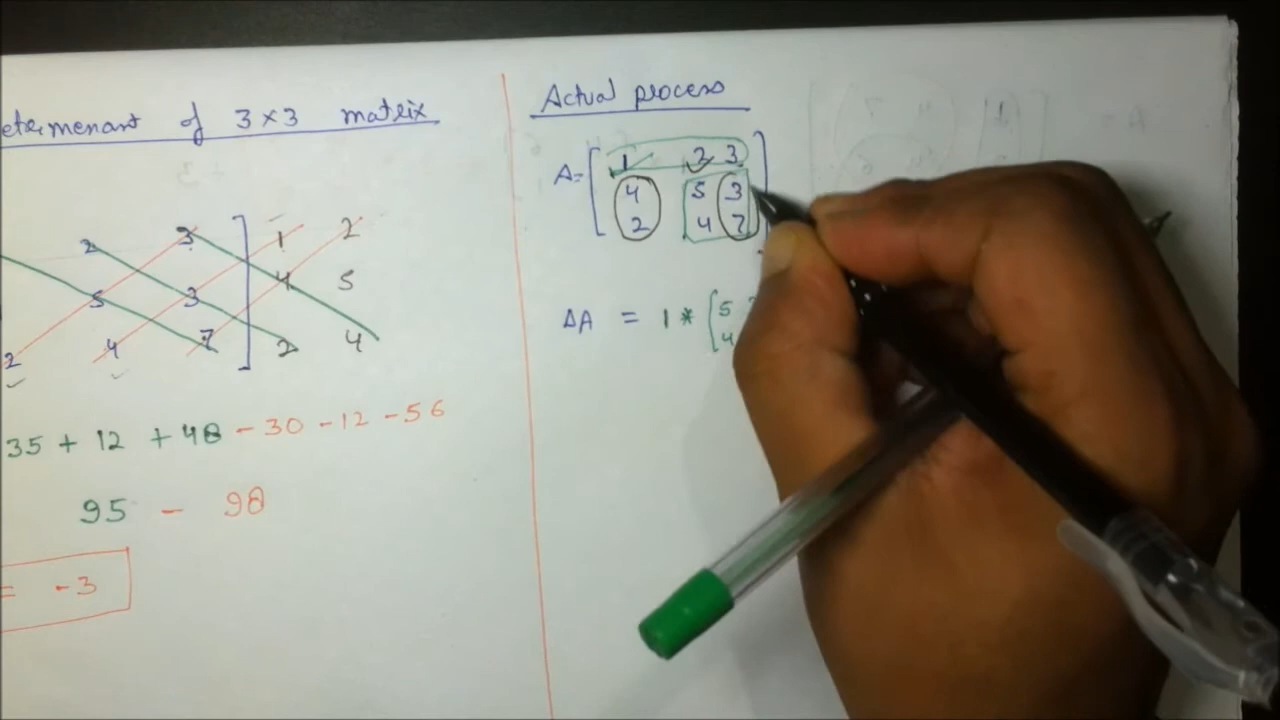 etermenant of 3×3 matrix
2 3 ] 1 2
5 3 4 5
2 4 7 2 4
35 + 12 + 48 - 30 - 12 - 56
95 - 98
= -3
Actual process
A = [ 1 2 3 ]
4 5 3
2 4 7
ΔA = 1 * [ 5
4